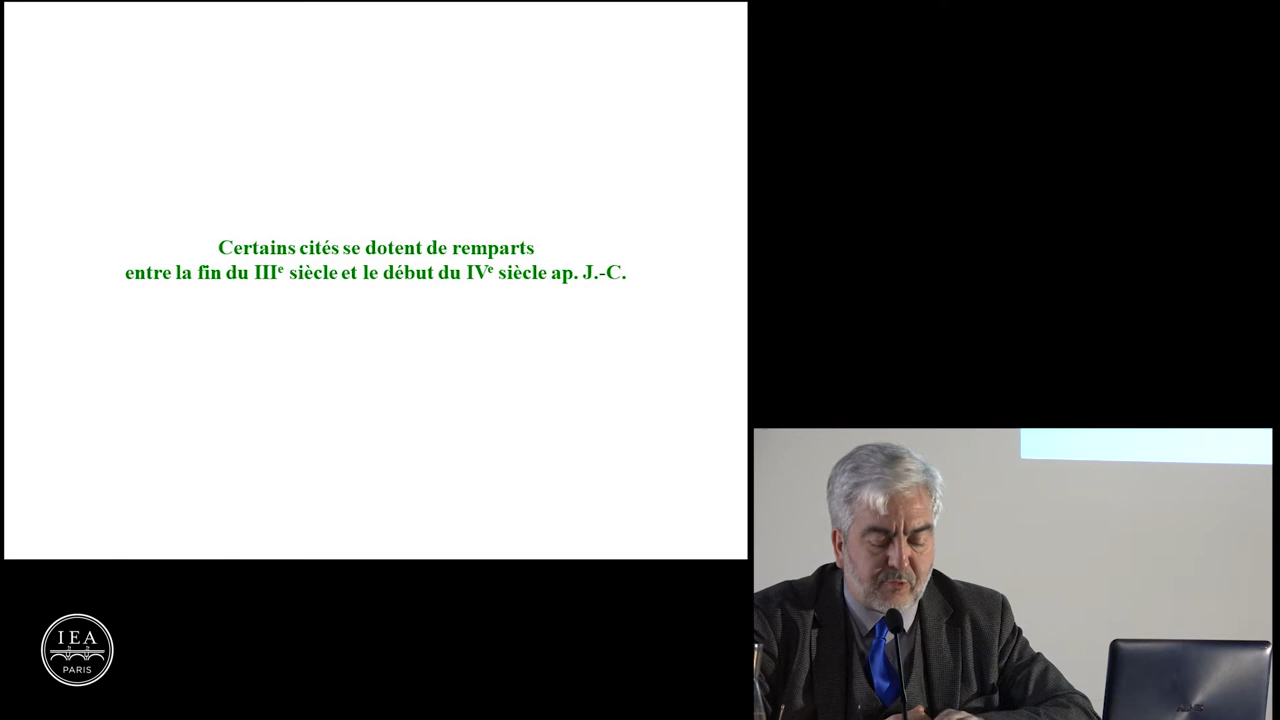 Certains cités se dotent de remparts
entre la fin du IIIᵉ siècle et le début du IVᵉ siècle ap. J.-C.
IEA
PARIS